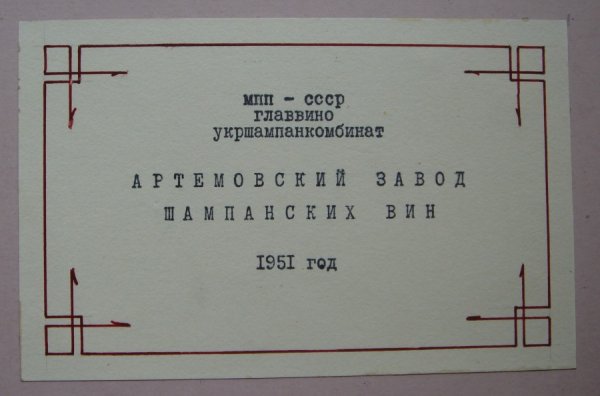 МПП - СССР
ГЛАВВИНО
УКРШАМПАНКОМБИНАТ
АРТЕМОВСКИЙ ЗАВОД
ШАМПАНСКИХ ВИН
1951 ГОД